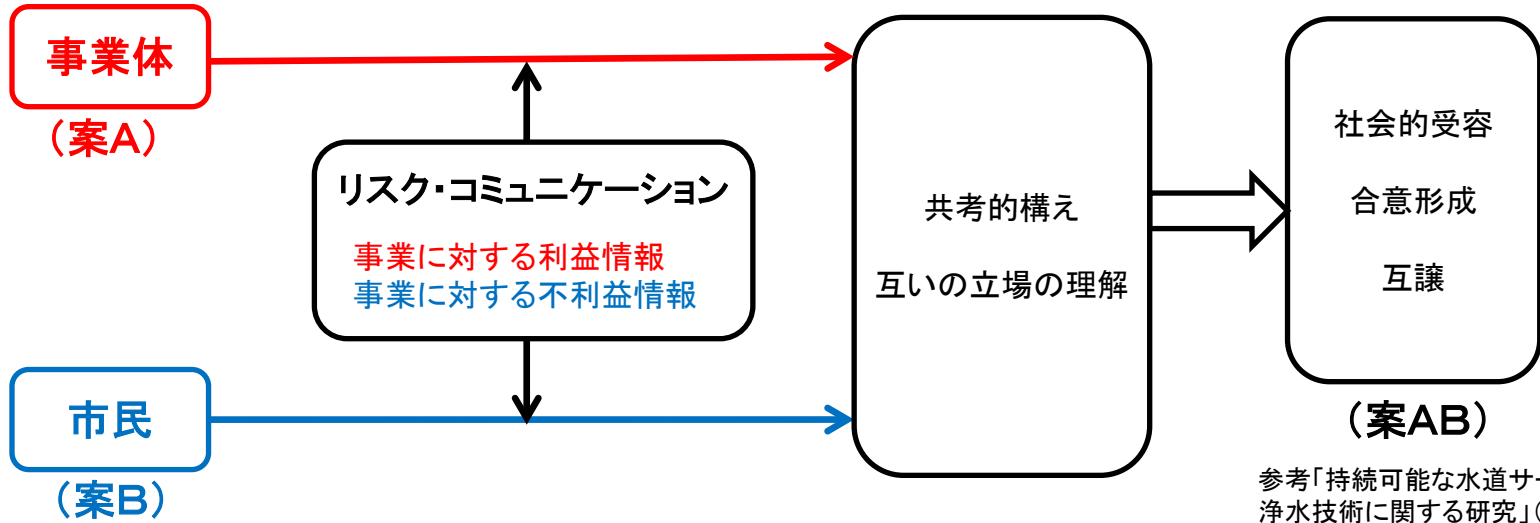 事業体
(案A)
リスク・コミュニケーション
事業に対する利益情報
事業に対する不利益情報
市民
(案B)
共考的構え
互いの立場の理解
社会的受容
合意形成
互譲
(案AB)
参考「持続可能な水道サー
浄水技術に関する研究」(